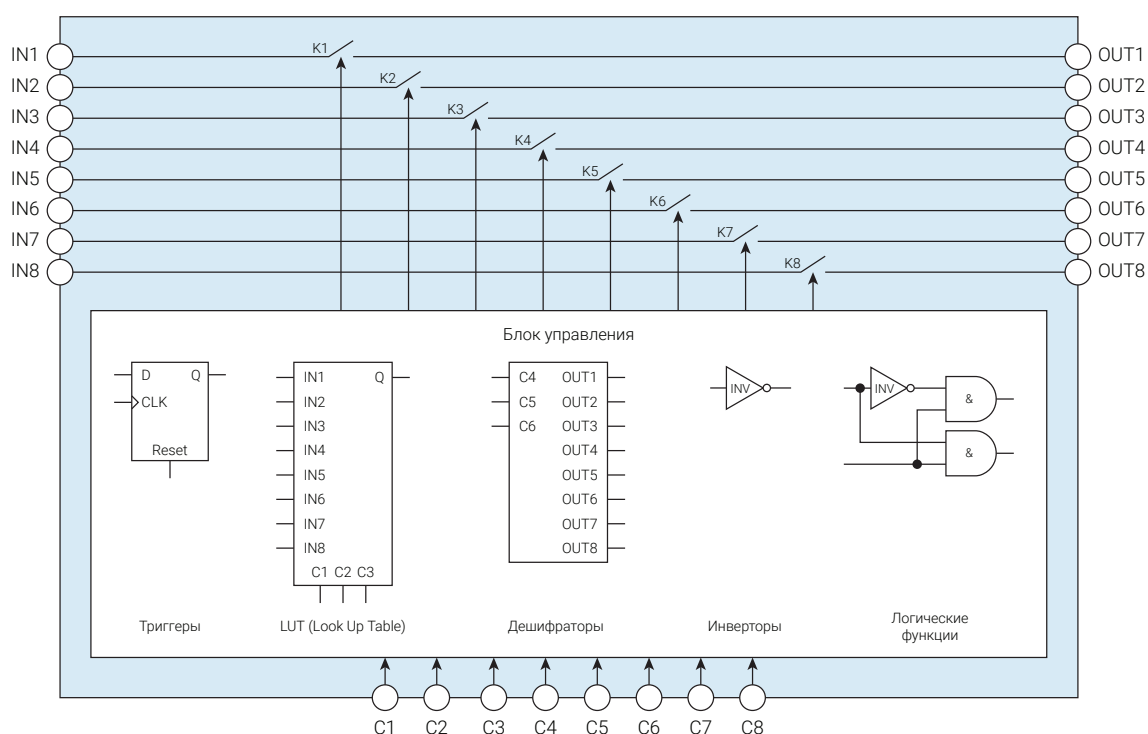 IN1 K1 OUT1
IN2 K2 OUT2
IN3 K3 OUT3
IN4 K4 OUT4
IN5 K5 OUT5
IN6 K6 OUT6
IN7 K7 OUT7
IN8 K8 OUT8
Блок управления
D Q
CLK
Reset
Триггеры
IN1 Q
IN2
IN3
IN4
IN5
IN6
IN7
IN8
C1 C2 C3
LUT (Look Up Table)
C4 OUT1
C5 OUT2
C6 OUT3
OUT4
OUT5
OUT6
OUT7
OUT8
Дешифраторы
INV
Инверторы
INV &
&
Логические
функции
C1 C2 C3 C4 C5 C6 C7 C8